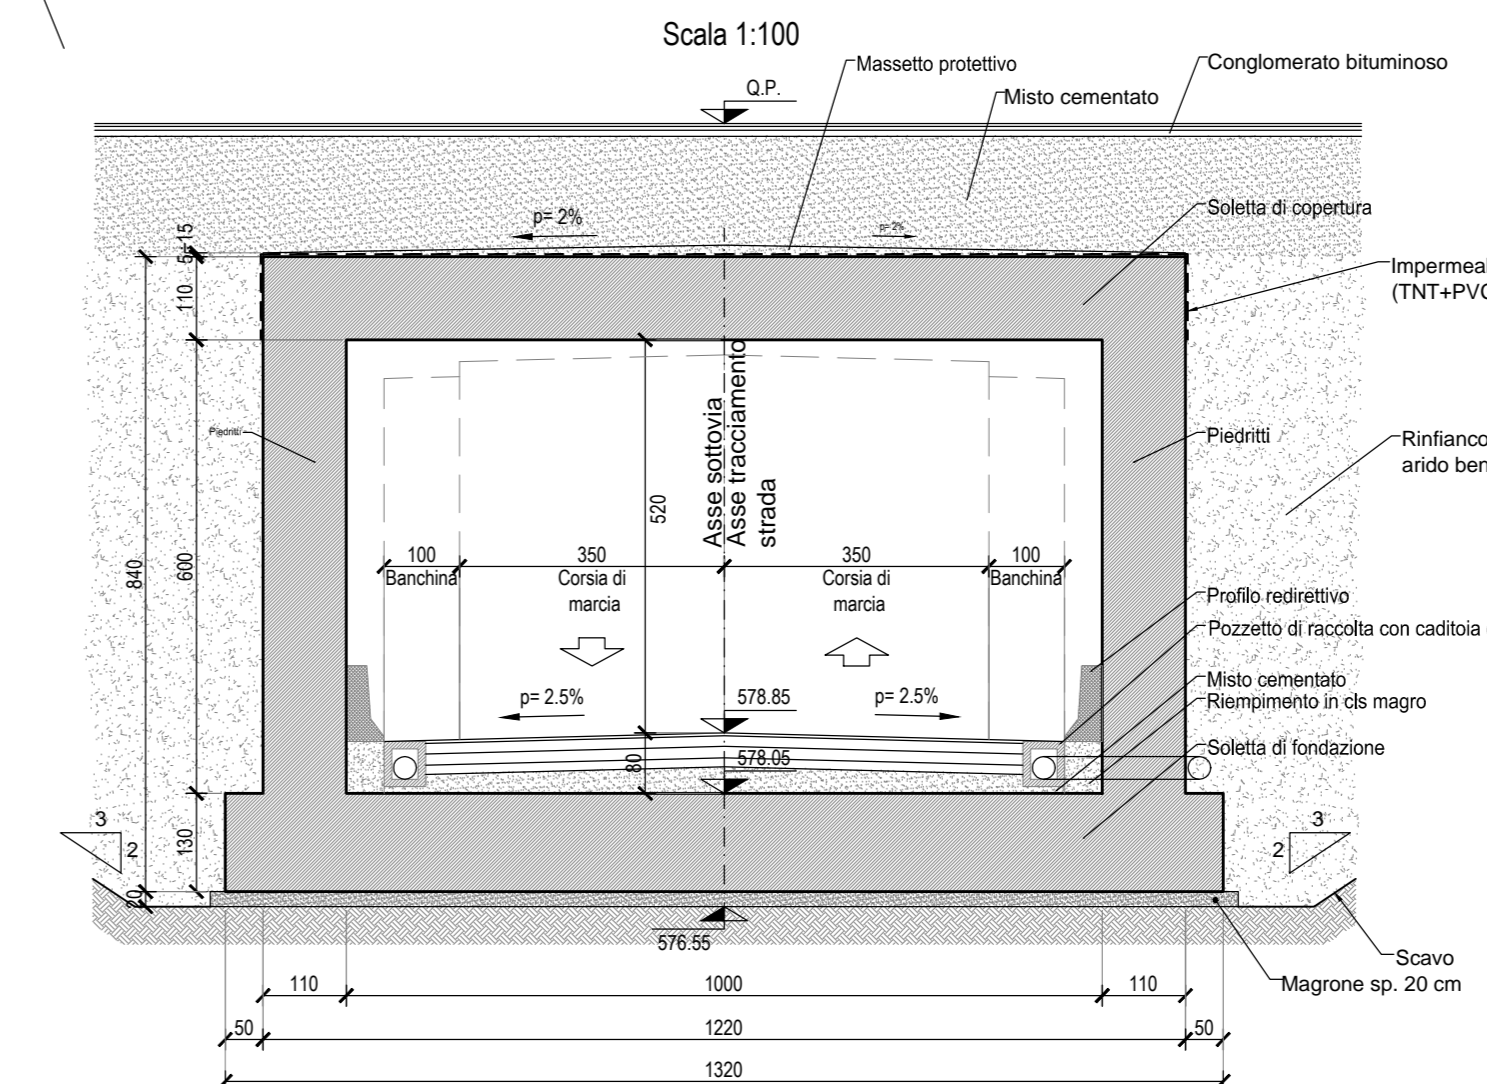 Scala 1:100
Massetto protettivo
Conglomerato bituminoso
Q.P.
Misto cementato
Soletta di copertura
p= 2%
p= 2%
5÷15
110
Impermeal
(TNT+PVC
Piedritti
Piedritti
Rinfianco
arido ben
Asse sottovia
Asse tracciamento
strada
520
600
840
100
Banchina
350
Corsia di
marcia
350
Corsia di
marcia
100
Banchina
Profilo redirettivo
Pozzetto di raccolta con caditoia
Misto cementato
Riempimento in cls magro
Soletta di fondazione
p= 2.5%
578.85
p= 2.5%
80
578.05
3
2
130
20
3
2
576.55
Scavo
Magrone sp. 20 cm
110
1000
110
50
1220
50
1320